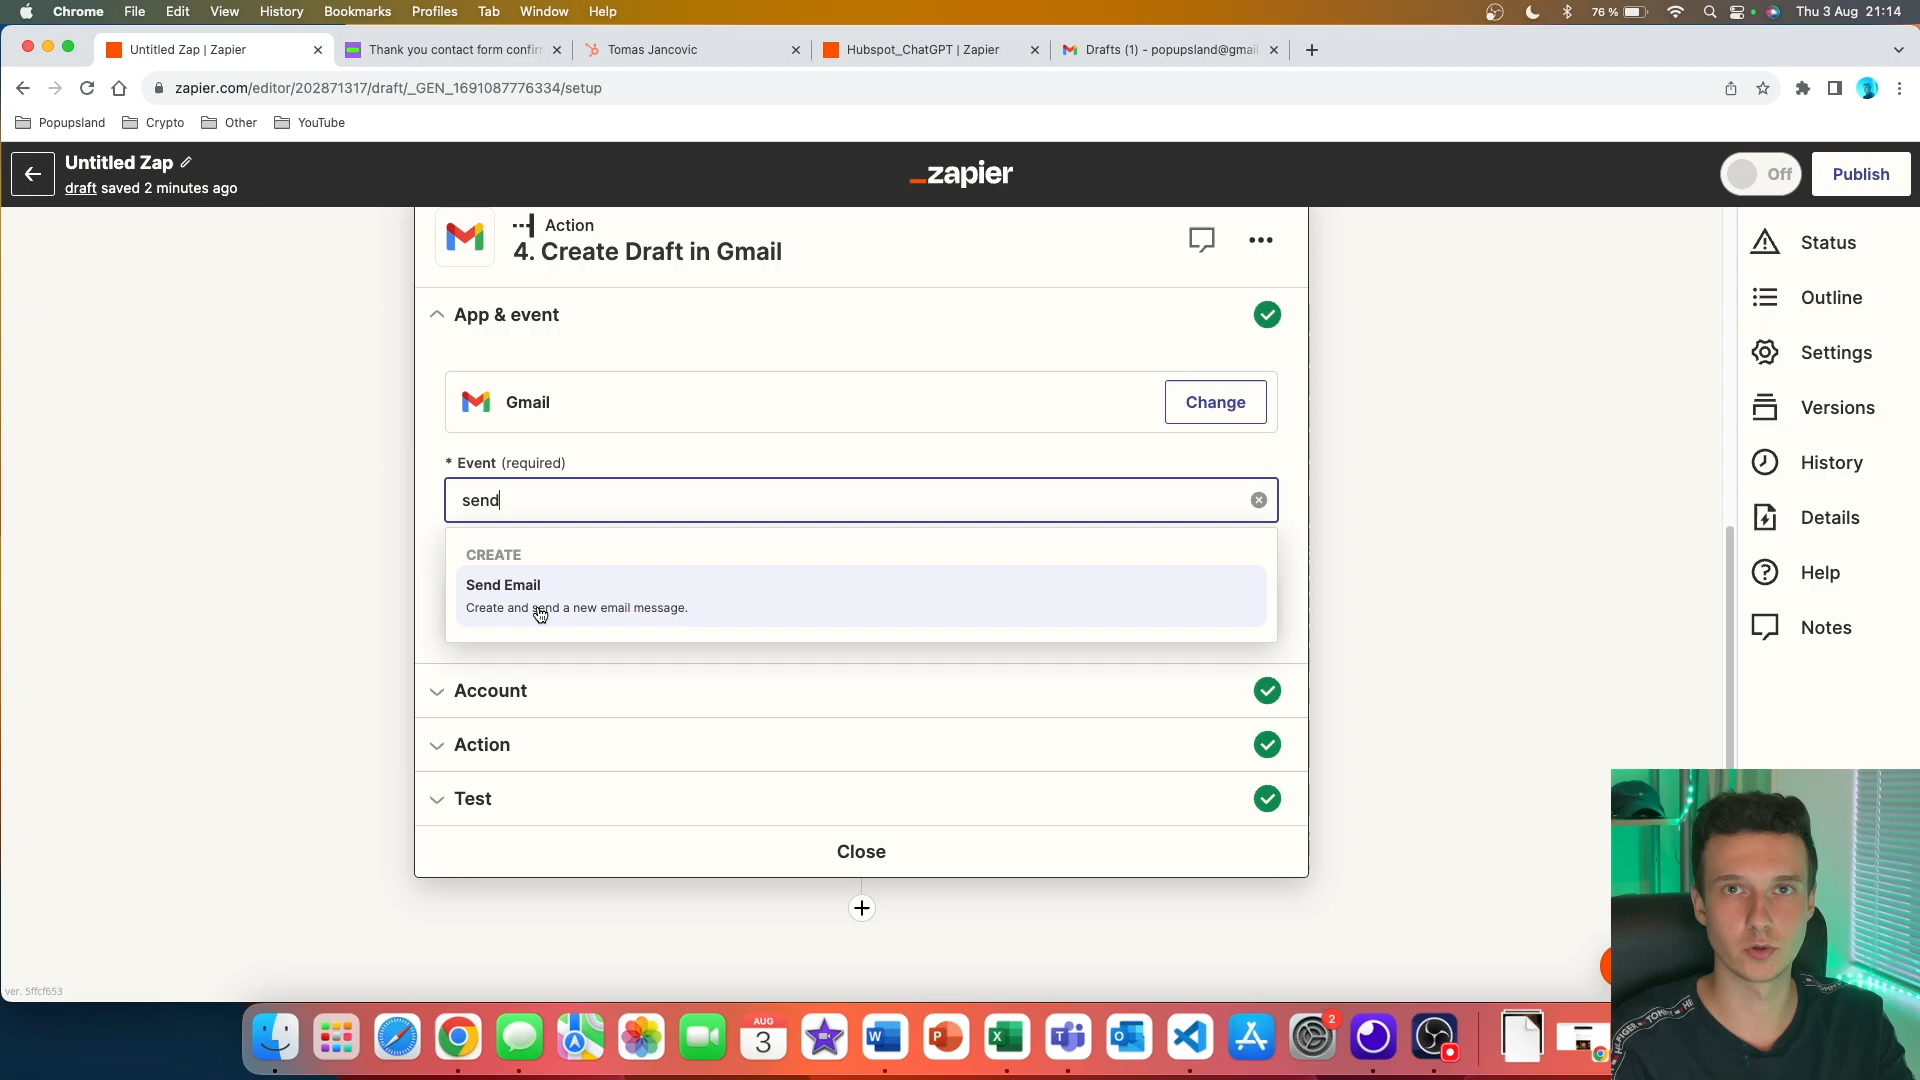 Chrome File Edit View History Bookmarks Profiles Tab Window Help 76 % Thu 3 Aug 21:14
Untitled Zap | Zapier
Thank you contact form confir
Tomas Jancovic
Hubspot_ChatGPT | Zapier
Drafts (1) - popupsland@gmai
zapier.com/editor/202871317/draft/_GEN_1691087776334/setup
Popupsland Crypto Other YouTube
Untitled Zap
draft saved 2 minutes ago
_zapier
Off
Publish
Action
4. Create Draft in Gmail
App & event
Gmail
Change
* Event (required)
send
CREATE
Send Email
Create and send a new email message.
Account
Action
Test
Close
Status
Outline
Settings
Versions
History
Details
Help
Notes
ver. 5ffcf653
AUG
3
2